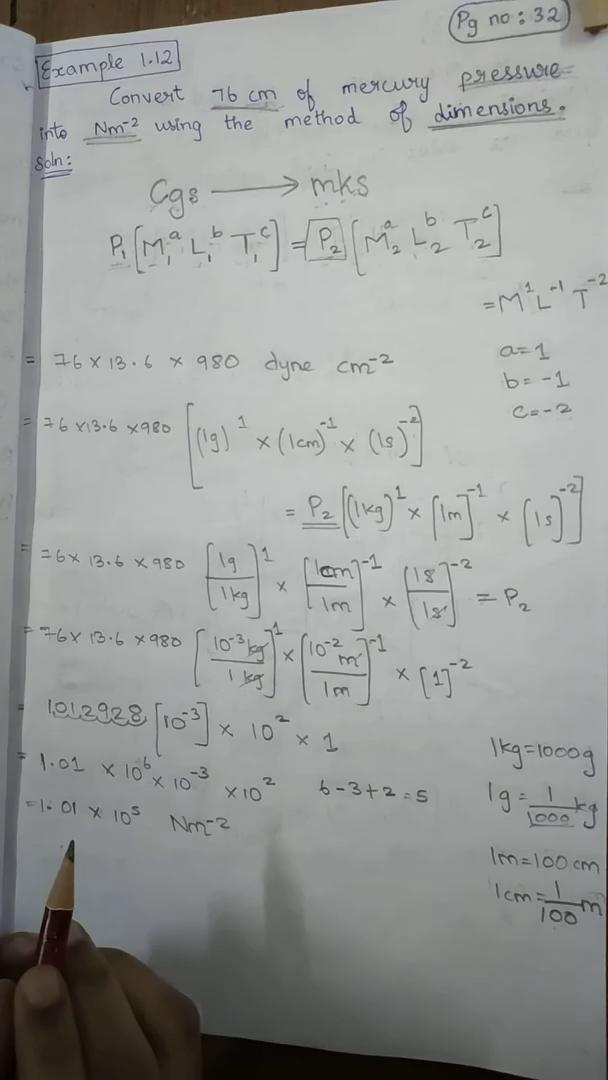 Pg no: 32
Example 1.12
Convert 76 cm of mercury pressure
into Nm⁻² using the method of dimensions.
Soln:
Cgs ⟶ mks
P₁[M₁ᵃ L₁ᵇ T₁ᶜ] = P₂ [M₂ᵃ L₂ᵇ T₂ᶜ]
= M¹L⁻¹T⁻²
= 76 × 13.6 × 980 dyne cm⁻²
a=1
b=-1
c=-2
= 76 ×13.6 ×980 [(1g)¹ × (1cm)⁻¹ × (1s)⁻²]
= P₂ [(1kg)¹ × [1m]⁻¹ × (1s)⁻²]
= 76 × 13.6 × 980 [1g/1kg]¹ × [1cm/1m]⁻¹ × [1s/1s]⁻² = P₂
= 76 × 13.6 × 980 [10⁻³ kg/1 kg]¹ × [10⁻² m/1m]⁻¹ × [1]⁻²
= 1012928 [10⁻³] × 10² × 1
= 1.01 × 10⁶ × 10⁻³ × 10² 6-3+2=5
= 1.01 × 10⁵ Nm⁻²
1kg=1000g
1g = 1/1000 kg
1m=100cm
1cm = 1/100 m